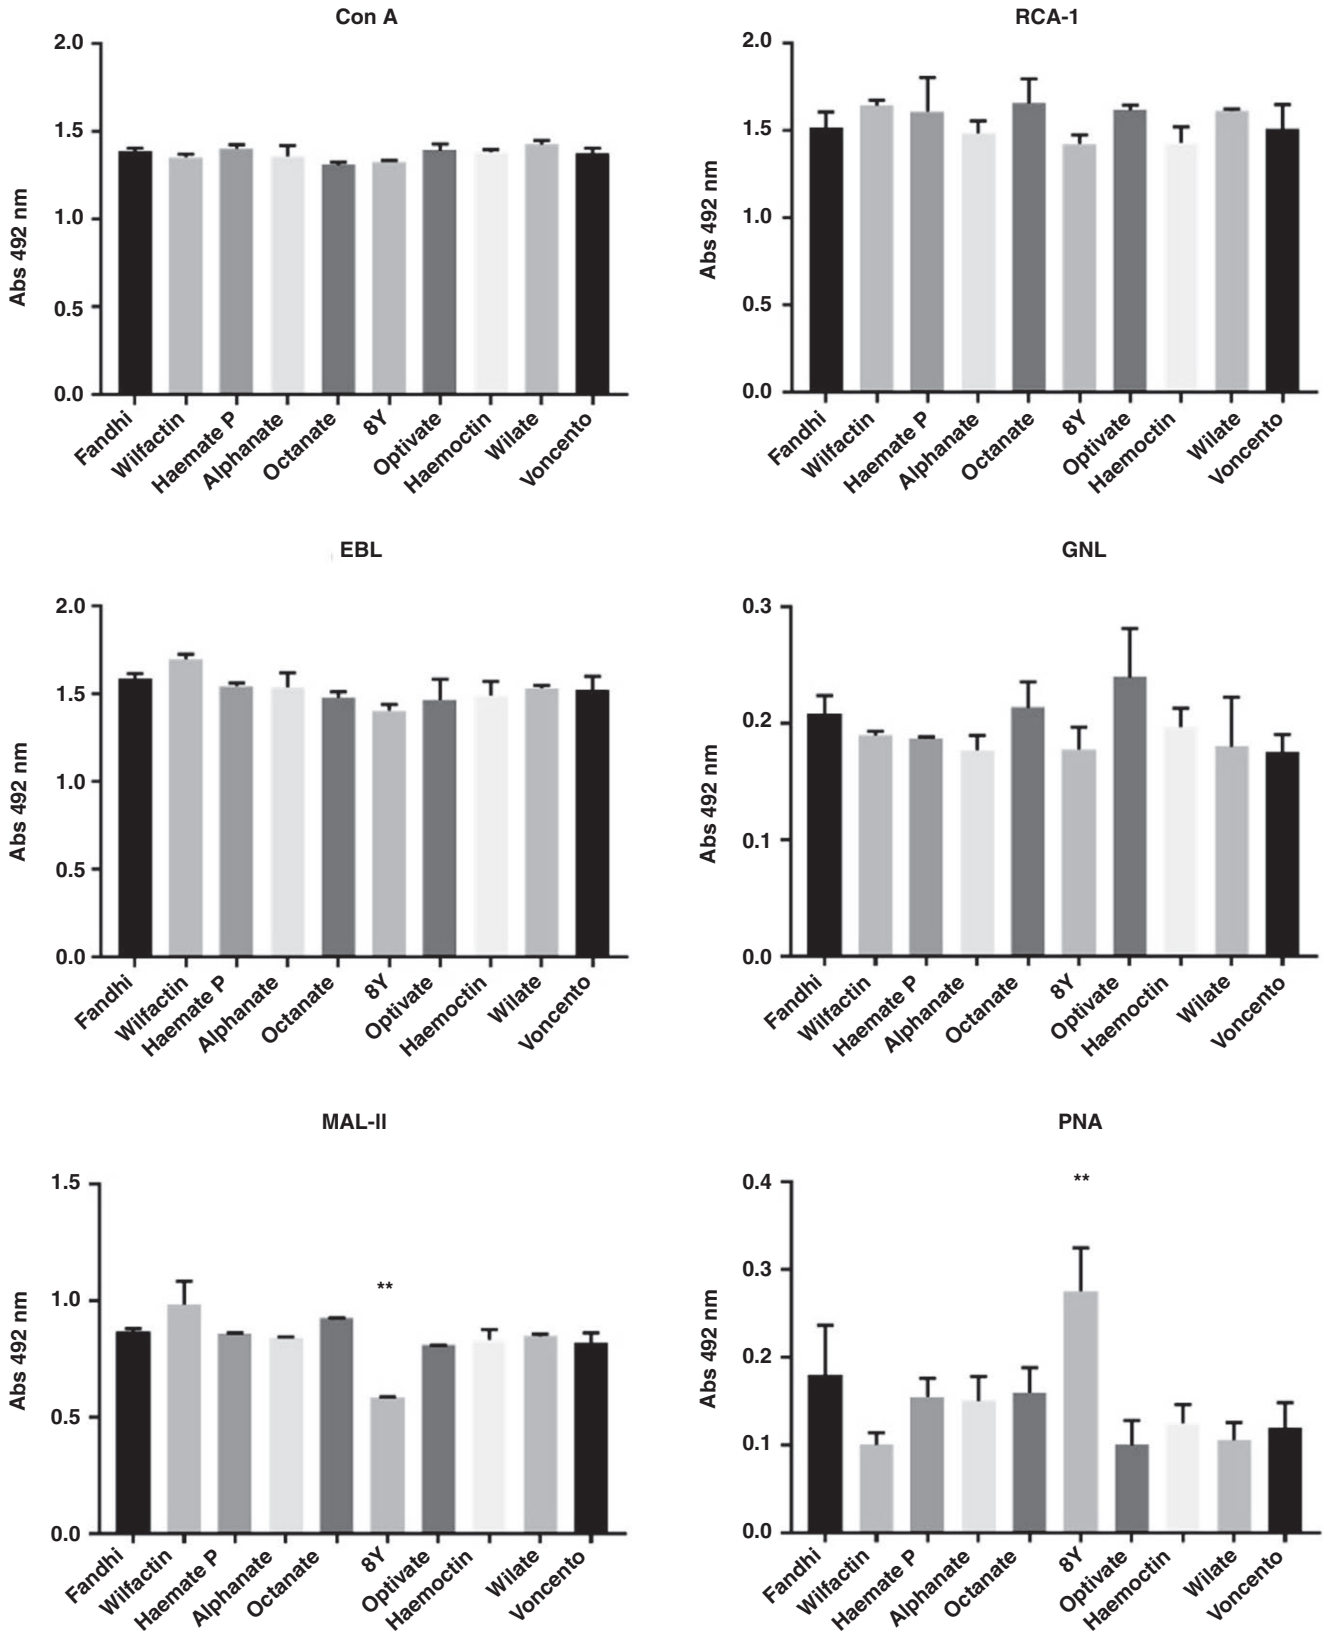 Con A
2.0
1.5
1.0
0.5
0.0
Abs 492 nm
Fandhi
Wilfactin
Haemate P
Alphanate
Octanate
8Y
Optivate
Haemoctin
Wilate
Voncento
RCA-1
2.0
1.5
1.0
0.5
0.0
Abs 492 nm
Fandhi
Wilfactin
Haemate P
Alphanate
Octanate
8Y
Optivate
Haemoctin
Wilate
Voncento
EBL
2.0
1.5
1.0
0.5
0.0
Abs 492 nm
Fandhi
Wilfactin
Haemate P
Alphanate
Octanate
8Y
Optivate
Haemoctin
Wilate
Voncento
GNL
0.3
0.2
0.1
0.0
Abs 492 nm
Fandhi
Wilfactin
Haemate P
Alphanate
Octanate
8Y
Optivate
Haemoctin
Wilate
Voncento
MAL-II
1.5
1.0
0.5
0.0
Abs 492 nm
**
Fandhi
Wilfactin
Haemate P
Alphanate
Octanate
8Y
Optivate
Haemoctin
Wilate
Voncento
PNA
0.4
0.3
0.2
0.1
0.0
Abs 492 nm
**
Fandhi
Wilfactin
Haemate P
Alphanate
Octanate
8Y
Optivate
Haemoctin
Wilate
Voncento